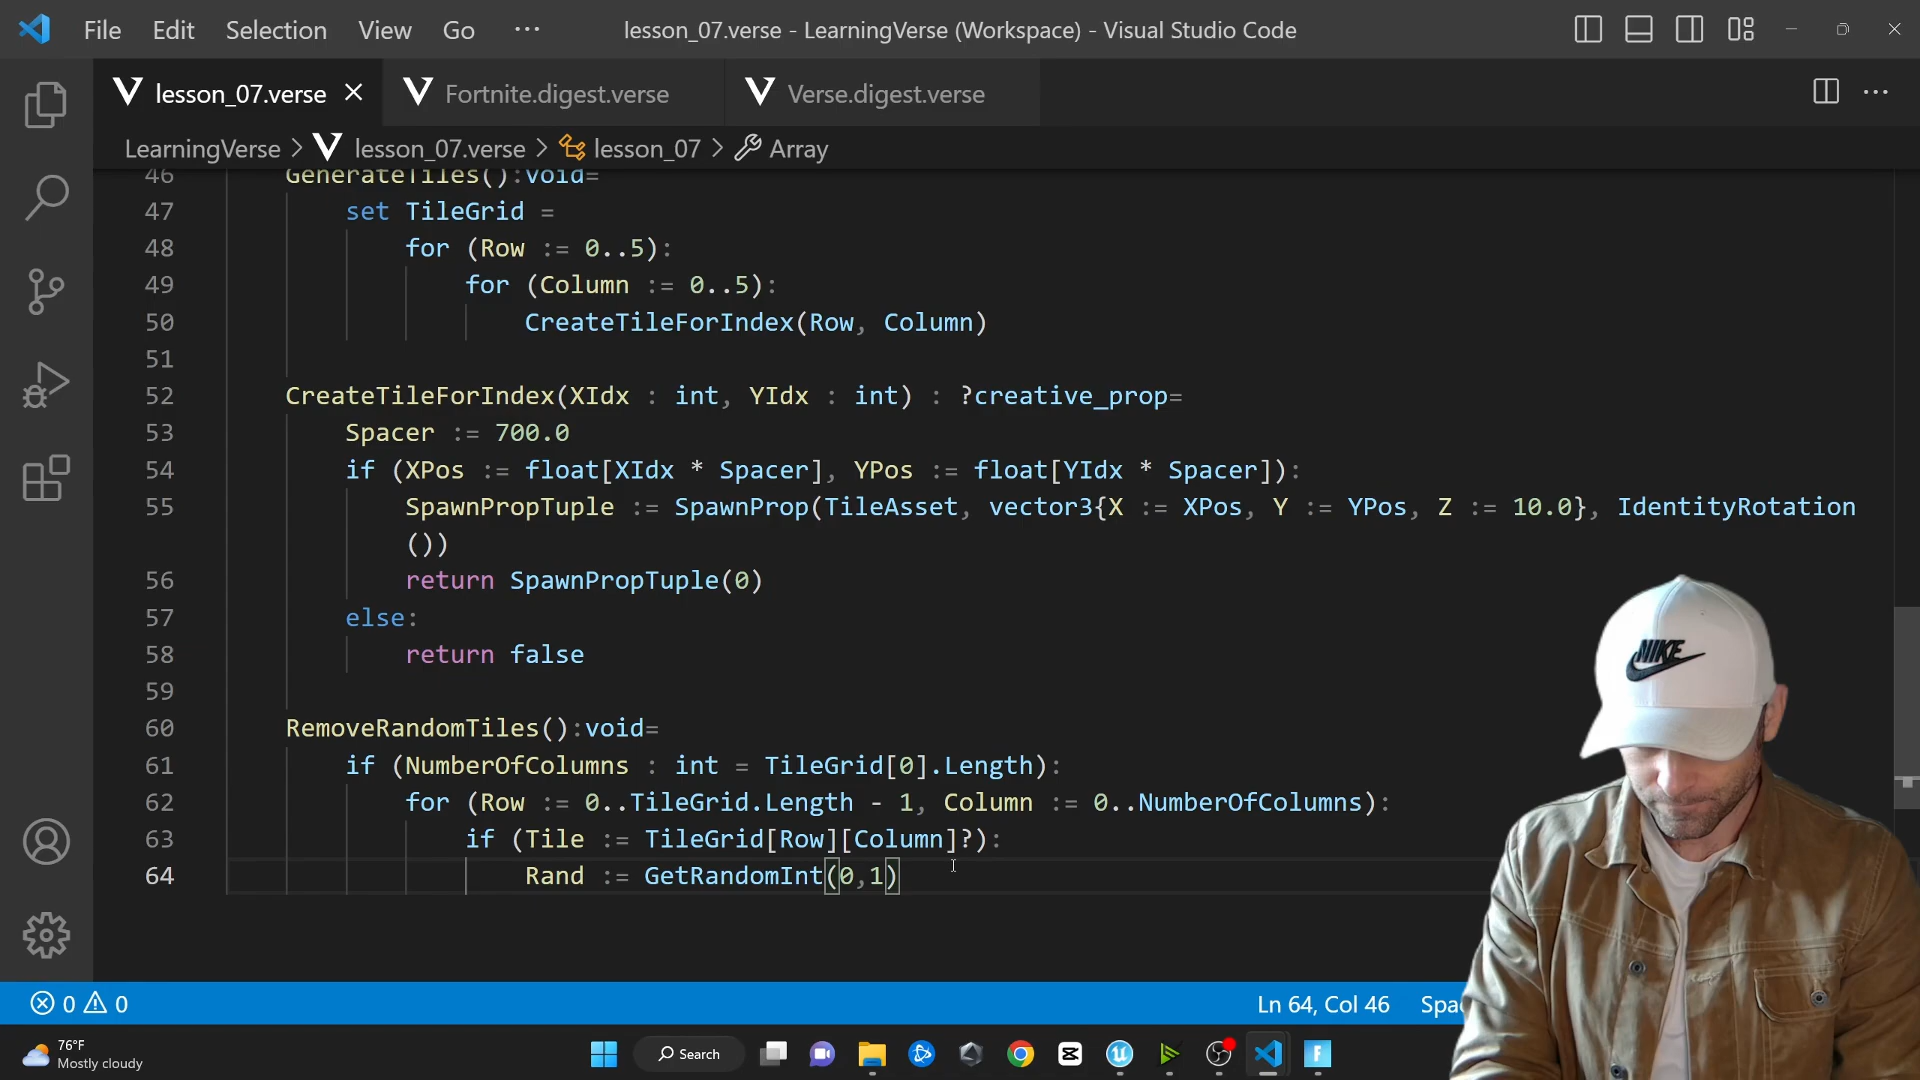 File Edit Selection View Go ··· lesson_07.verse - LearningVerse (Workspace) - Visual Studio Code
lesson_07.verse Fortnite.digest.verse Verse.digest.verse
LearningVerse > lesson_07.verse > lesson_07 > Array
46 GenerateTiles():void=
47 set TileGrid =
48 for (Row := 0..5):
49 for (Column := 0..5):
50 CreateTileForIndex(Row, Column)
51
52 CreateTileForIndex(XIdx : int, YIdx : int) : ?creative_prop=
53 Spacer := 700.0
54 if (XPos := float[XIdx * Spacer], YPos := float[YIdx * Spacer]):
55 SpawnPropTuple := SpawnProp(TileAsset, vector3{X := XPos, Y := YPos, Z := 10.0}, IdentityRotation
())
56 return SpawnPropTuple(0)
57 else:
58 return false
59
60 RemoveRandomTiles():void=
61 if (NumberOfColumns : int = TileGrid[0].Length):
62 for (Row := 0..TileGrid.Length - 1, Column := 0..NumberOfColumns):
63 if (Tile := TileGrid[Row][Column]?):
64 Rand := GetRandomInt(0,1)
NIKE
0 0 Ln 64, Col 46
76°F
Mostly cloudy
Search